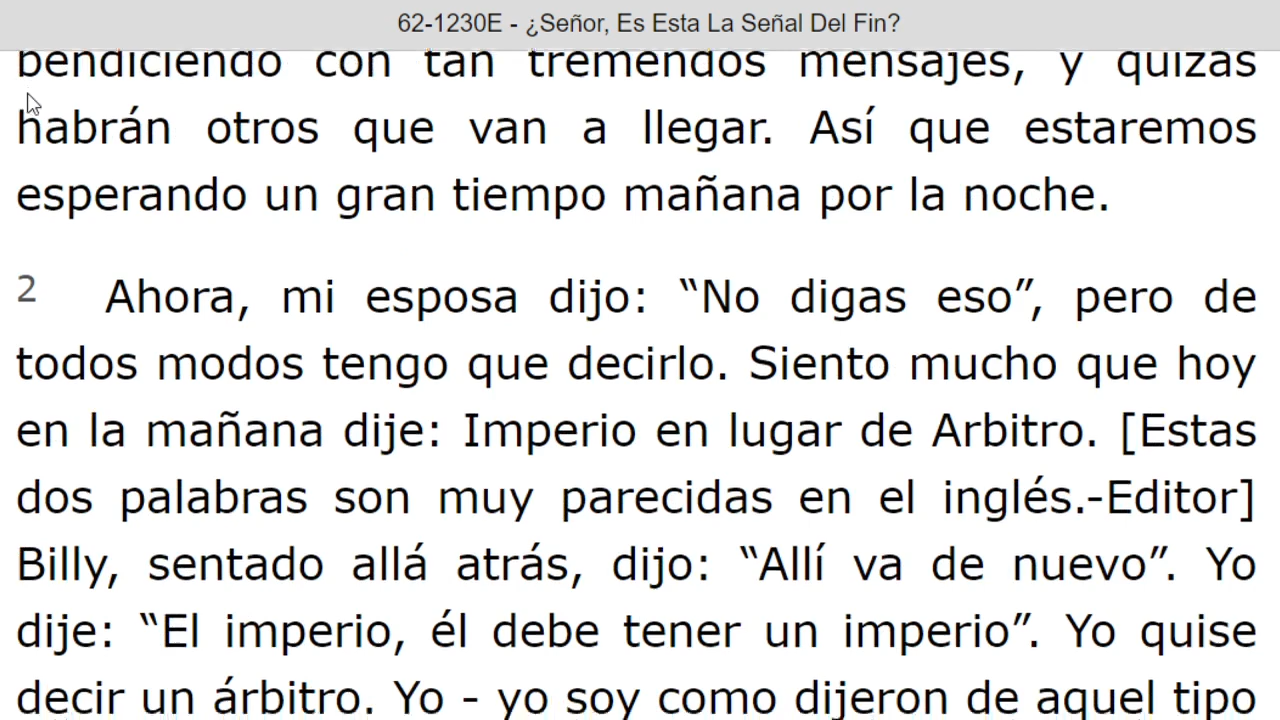 62-1230E - ¿Señor, Es Esta La Señal Del Fin?
bendiciendo con tan tremendos mensajes, y quizás
habrán otros que van a llegar. Así que estaremos
esperando un gran tiempo mañana por la noche.
2 Ahora, mi esposa dijo: “No digas eso”, pero de
todos modos tengo que decirlo. Siento mucho que hoy
en la mañana dije: Imperio en lugar de Arbitro. [Estas
dos palabras son muy parecidas en el inglés.-Editor]
Billy, sentado allá atrás, dijo: “Allí va de nuevo”. Yo
dije: “El imperio, él debe tener un imperio”. Yo quise
decir un árbitro. Yo - yo soy como dijeron de aquel tipo